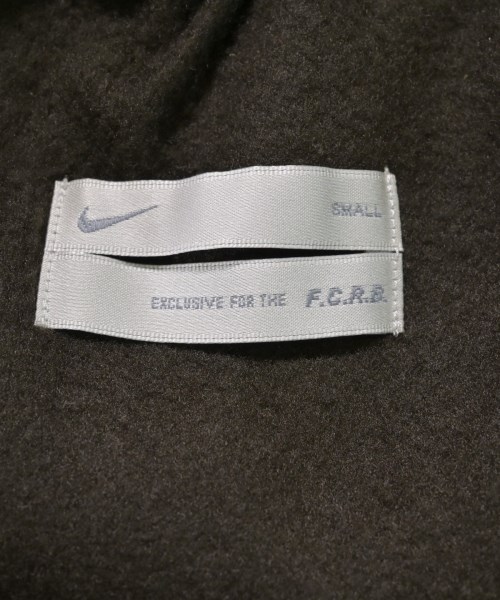 SMALL
EXCLUSIVE FOR THE F.C.R.B.